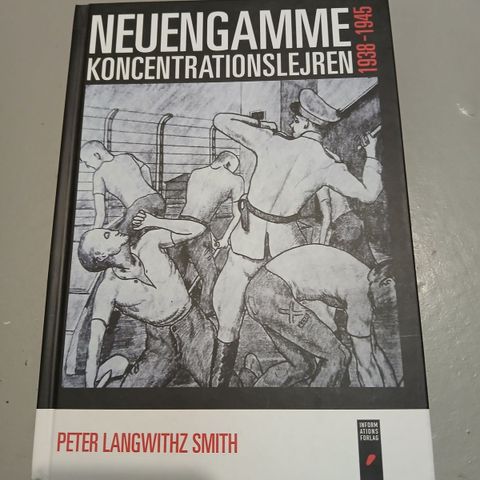 NEUENGAMME
KONCENTRATIONSLEJREN
1938-1945
PETER LANGWITHZ SMITH
INFORM
ATIONS
FORLAG